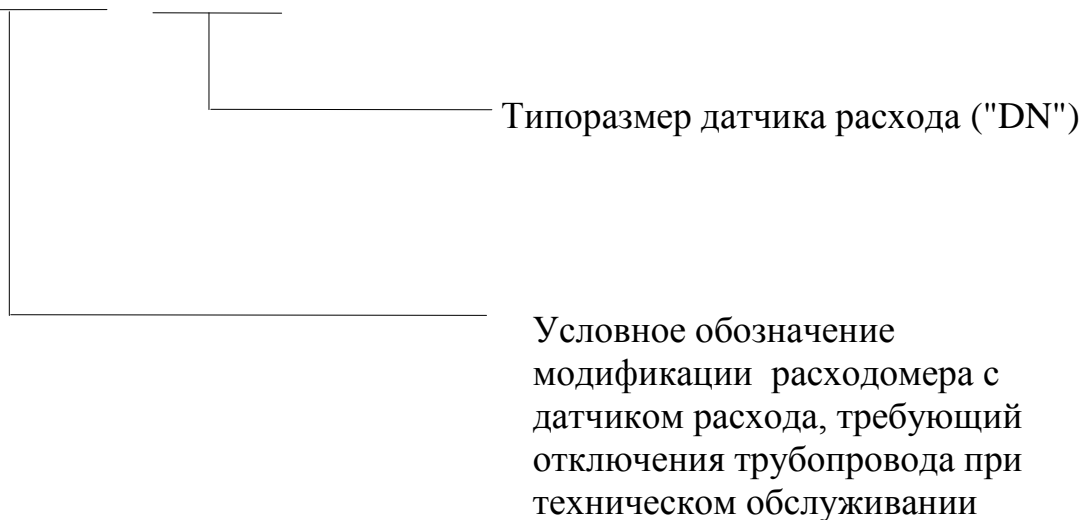 Типоразмер датчика расхода ("DN")
Условное обозначение
модификации расходомера с
датчиком расхода, требующий
отключения трубопровода при
техническом обслуживании